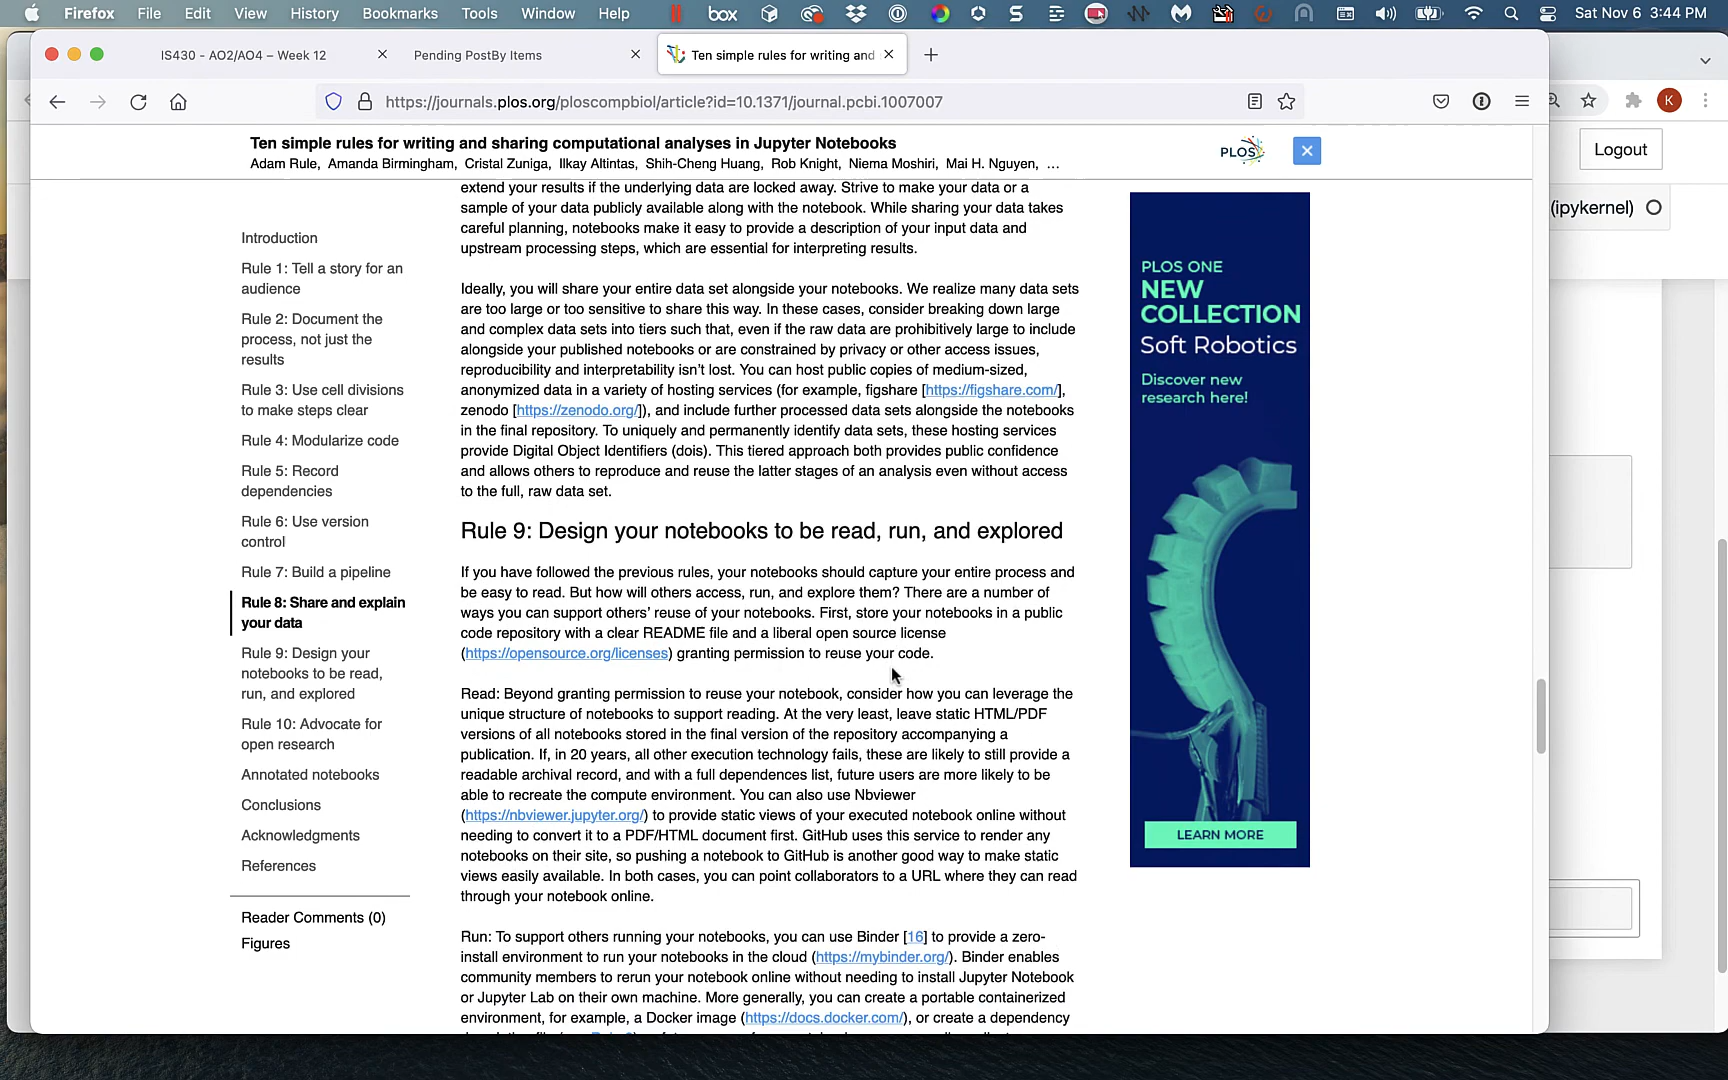 Firefox File Edit View History Bookmarks Tools Window Help box Sat Nov 6 3:44 PM
IS430 - AO2/AO4 – Week 12
Pending PostBy Items
Ten simple rules for writing and
https://journals.plos.org/ploscompbiol/article?id=10.1371/journal.pcbi.1007007
K
Logout
(ipykernel)
Ten simple rules for writing and sharing computational analyses in Jupyter Notebooks
Adam Rule, Amanda Birmingham, Cristal Zuniga, Ilkay Altintas, Shih-Cheng Huang, Rob Knight, Niema Moshiri, Mai H. Nguyen, ...
PLOS
Introduction
Rule 1: Tell a story for an
audience
Rule 2: Document the
process, not just the
results
Rule 3: Use cell divisions
to make steps clear
Rule 4: Modularize code
Rule 5: Record
dependencies
Rule 6: Use version
control
Rule 7: Build a pipeline
Rule 8: Share and explain
your data
Rule 9: Design your
notebooks to be read,
run, and explored
Rule 10: Advocate for
open research
Annotated notebooks
Conclusions
Acknowledgments
References
Reader Comments (0)
Figures
extend your results if the underlying data are locked away. Strive to make your data or a
sample of your data publicly available along with the notebook. While sharing your data takes
careful planning, notebooks make it easy to provide a description of your input data and
upstream processing steps, which are essential for interpreting results.
Ideally, you will share your entire data set alongside your notebooks. We realize many data sets
are too large or too sensitive to share this way. In these cases, consider breaking down large
and complex data sets into tiers such that, even if the raw data are prohibitively large to include
alongside your published notebooks or are constrained by privacy or other access issues,
reproducibility and interpretability isn't lost. You can host public copies of medium-sized,
anonymized data in a variety of hosting services (for example, figshare [https://figshare.com/],
zenodo [https://zenodo.org/]), and include further processed data sets alongside the notebooks
in the final repository. To uniquely and permanently identify data sets, these hosting services
provide Digital Object Identifiers (dois). This tiered approach both provides public confidence
and allows others to reproduce and reuse the latter stages of an analysis even without access
to the full, raw data set.
Rule 9: Design your notebooks to be read, run, and explored
If you have followed the previous rules, your notebooks should capture your entire process and
be easy to read. But how will others access, run, and explore them? There are a number of
ways you can support others' reuse of your notebooks. First, store your notebooks in a public
code repository with a clear README file and a liberal open source license
(https://opensource.org/licenses) granting permission to reuse your code.
Read: Beyond granting permission to reuse your notebook, consider how you can leverage the
unique structure of notebooks to support reading. At the very least, leave static HTML/PDF
versions of all notebooks stored in the final version of the repository accompanying a
publication. If, in 20 years, all other execution technology fails, these are likely to still provide a
readable archival record, and with a full dependences list, future users are more likely to be
able to recreate the compute environment. You can also use Nbviewer
(https://nbviewer.jupyter.org/) to provide static views of your executed notebook online without
needing to convert it to a PDF/HTML document first. GitHub uses this service to render any
notebooks on their site, so pushing a notebook to GitHub is another good way to make static
views easily available. In both cases, you can point collaborators to a URL where they can read
through your notebook online.
Run: To support others running your notebooks, you can use Binder [16] to provide a zero-
install environment to run your notebooks in the cloud (https://mybinder.org/). Binder enables
community members to rerun your notebook online without needing to install Jupyter Notebook
or Jupyter Lab on their own machine. More generally, you can create a portable containerized
environment, for example, a Docker image (https://docs.docker.com/), or create a dependency
PLOS ONE
NEW
COLLECTION
Soft Robotics
Discover new
research here!
LEARN MORE